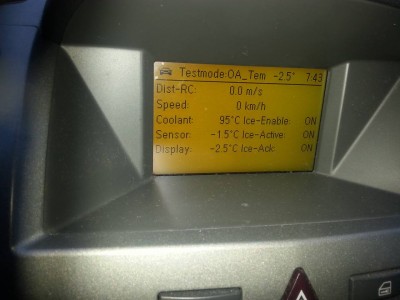 Testmode:OA_Tem -2.5° 7:43
Dist-RC: 0.0 m/s
Speed: 0 km/h
Coolant: 95°C Ice-Enable: ON
Sensor: -1.5°C Ice-Active: ON
Display: -2.5°C Ice-Ack: ON